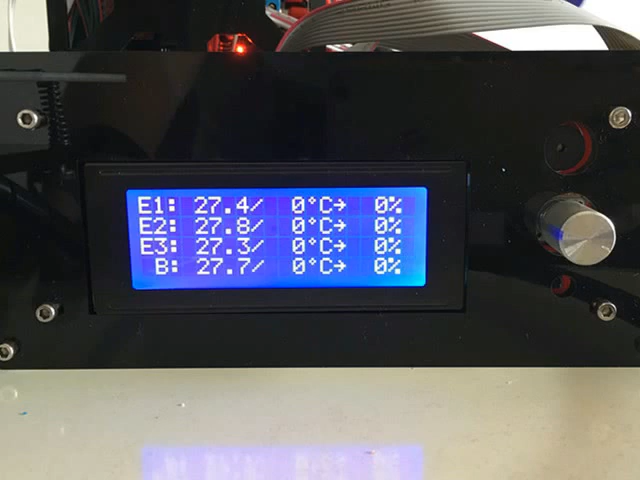 E1: 27.4/ 0°C→ 0%
E2: 27.8/ 0°C→ 0%
E3: 27.3/ 0°C→ 0%
B: 27.7/ 0°C→ 0%